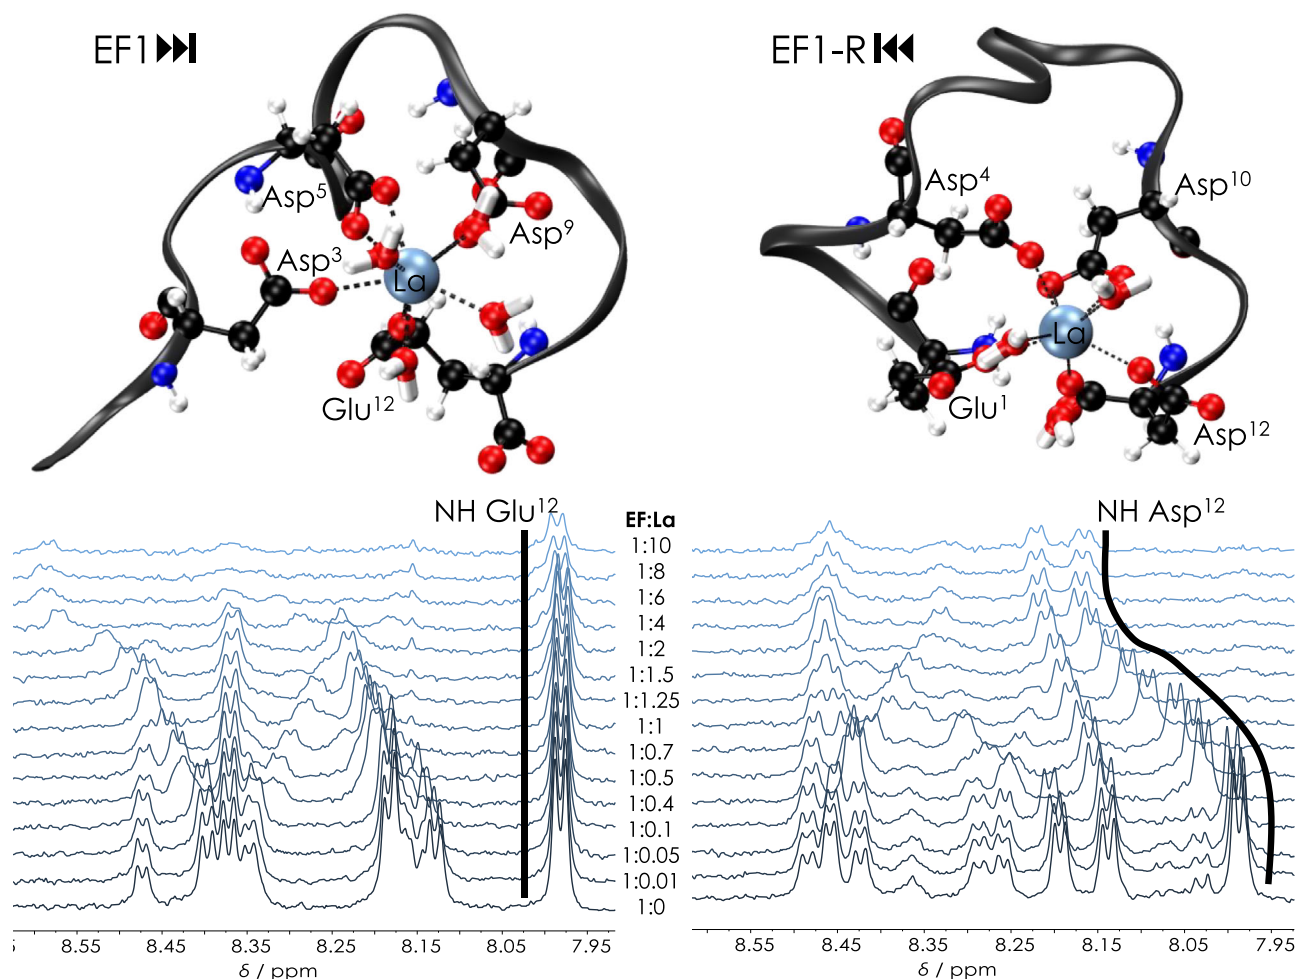 EF1
EF1-R
Asp⁵
Asp⁹
Asp³
La
Glu¹²
Asp⁴
Asp¹⁰
La
Glu¹
Asp¹²
NH Glu¹²
EF:La
NH Asp¹²
1:10
1:8
1:6
1:4
1:2
1:1.5
1:1.25
1:1
1:0.7
1:0.5
1:0.4
1:0.1
1:0.05
1:0.01
1:0
5 8.55 8.45 8.35 8.25 8.15 8.05 7.95
δ / ppm
8.55 8.45 8.35 8.25 8.15 8.05 7.95
δ / ppm